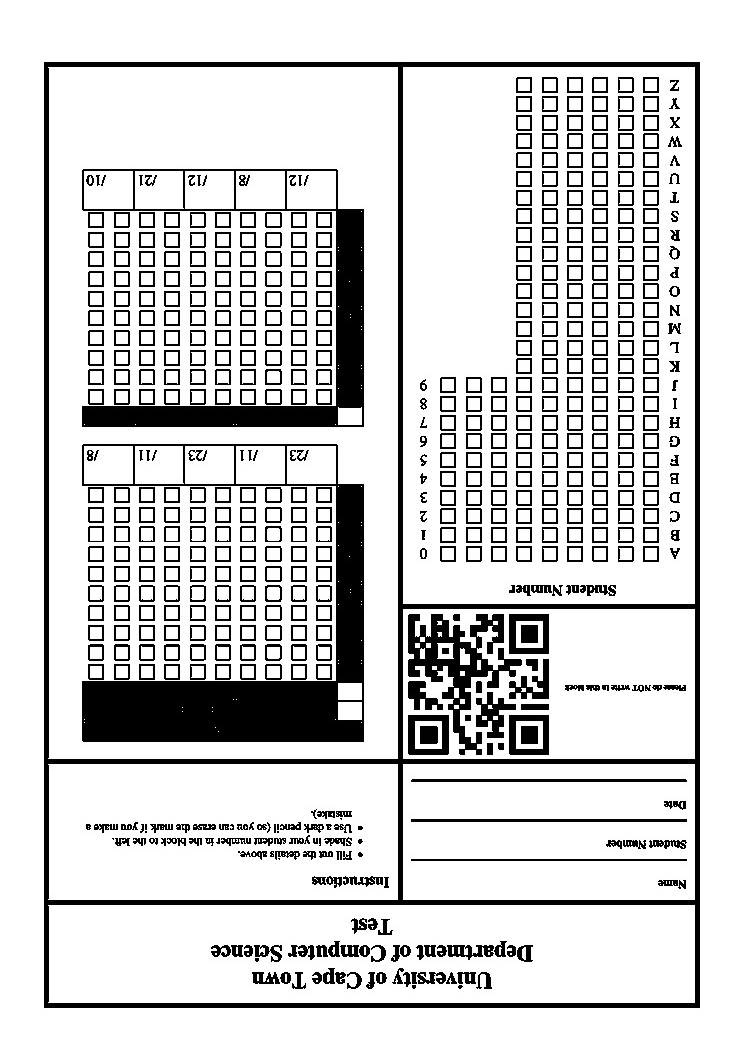 University of Cape Town
Department of Computer Science
Test
Name
Student Number
Date
Instructions
• Fill out the details above.
• Shade in your student number in the block to the left.
• Use a dark pencil (so you can erase the mark if you make a
mistake).
Please do NOT write in this block
Student Number
A 0
B 1
C 2
D 3
E 4
F 5
G 6
H 7
I 8
J 9
K
L
M
N
O
P
Q
R
S
T
U
V
W
X
Y
Z
/23 /11 /23 /11 /8
/12 /8 /12 /21 /10